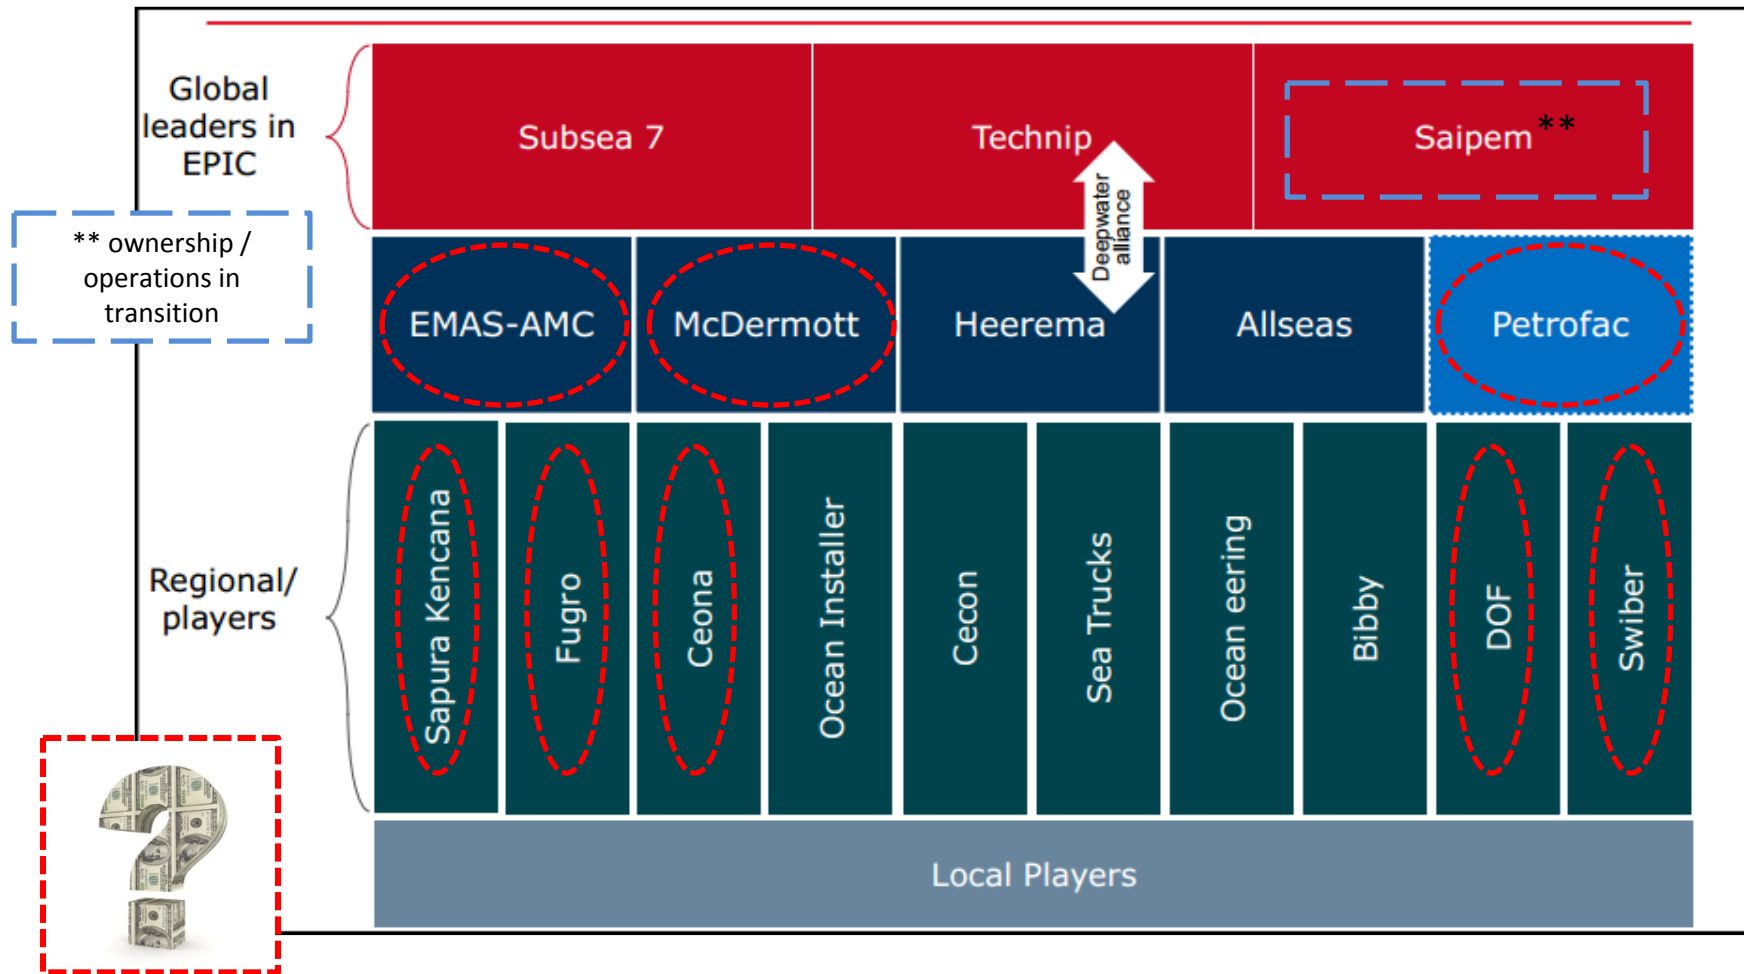 Global
leaders in
EPIC
Subsea 7
Technip
Saipem**
Deepwater
alliance
** ownership /
operations in
transition
EMAS-AMC
McDermott
Heerema
Allseas
Petrofac
Regional/
players
Sapura Kencana
Fugro
Ceona
Ocean Installer
Cecon
Sea Trucks
Ocean eering
Bibby
DOF
Swiber
Local Players